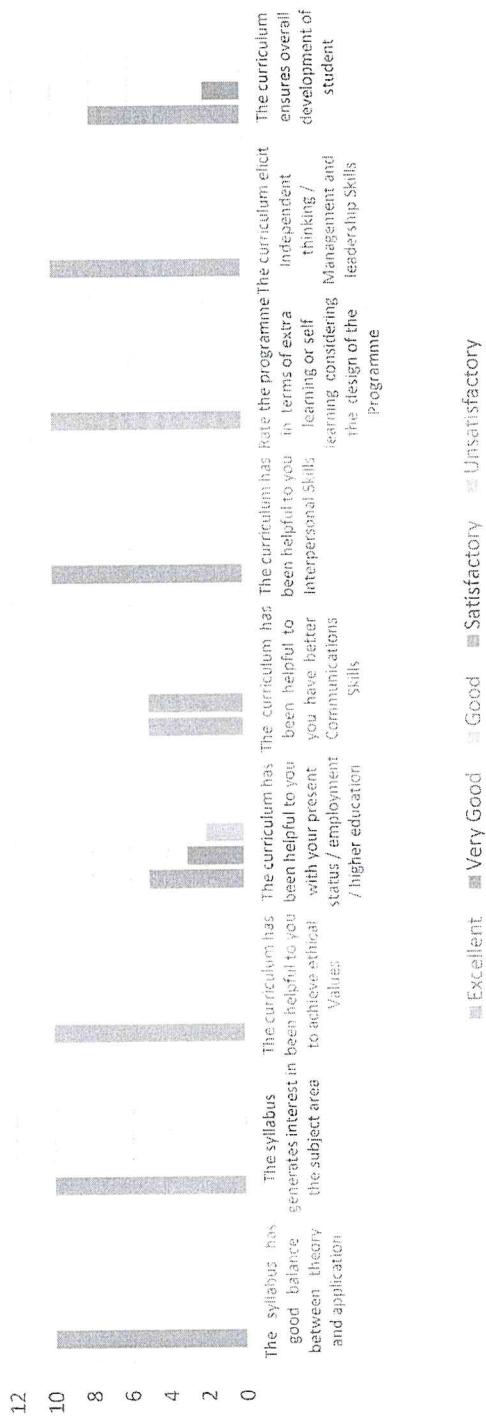 12
10
8
6
4
2
0
The syllabus has
good balance
between theory
and application
The syllabus
generates interest in
the subject area
The curriculum has
been helpful to you
to achieve ethical
Values
The curriculum has
been helpful to you
with your present
status / employment
/ higher education
The curriculum has
been helpful to
you have better
Communications
Skills
The curriculum has
been helpful to you
Interpersonal Skills
Rate the programme
in terms of extra
learning or self
learning considering
The design of the
Programme
The curriculum elicit
Independent
thinking /
Management and
leadership Skills
The curriculum
ensures overall
development of
student
Excellent
Very Good
Good
Satisfactory
Unsatisfactory